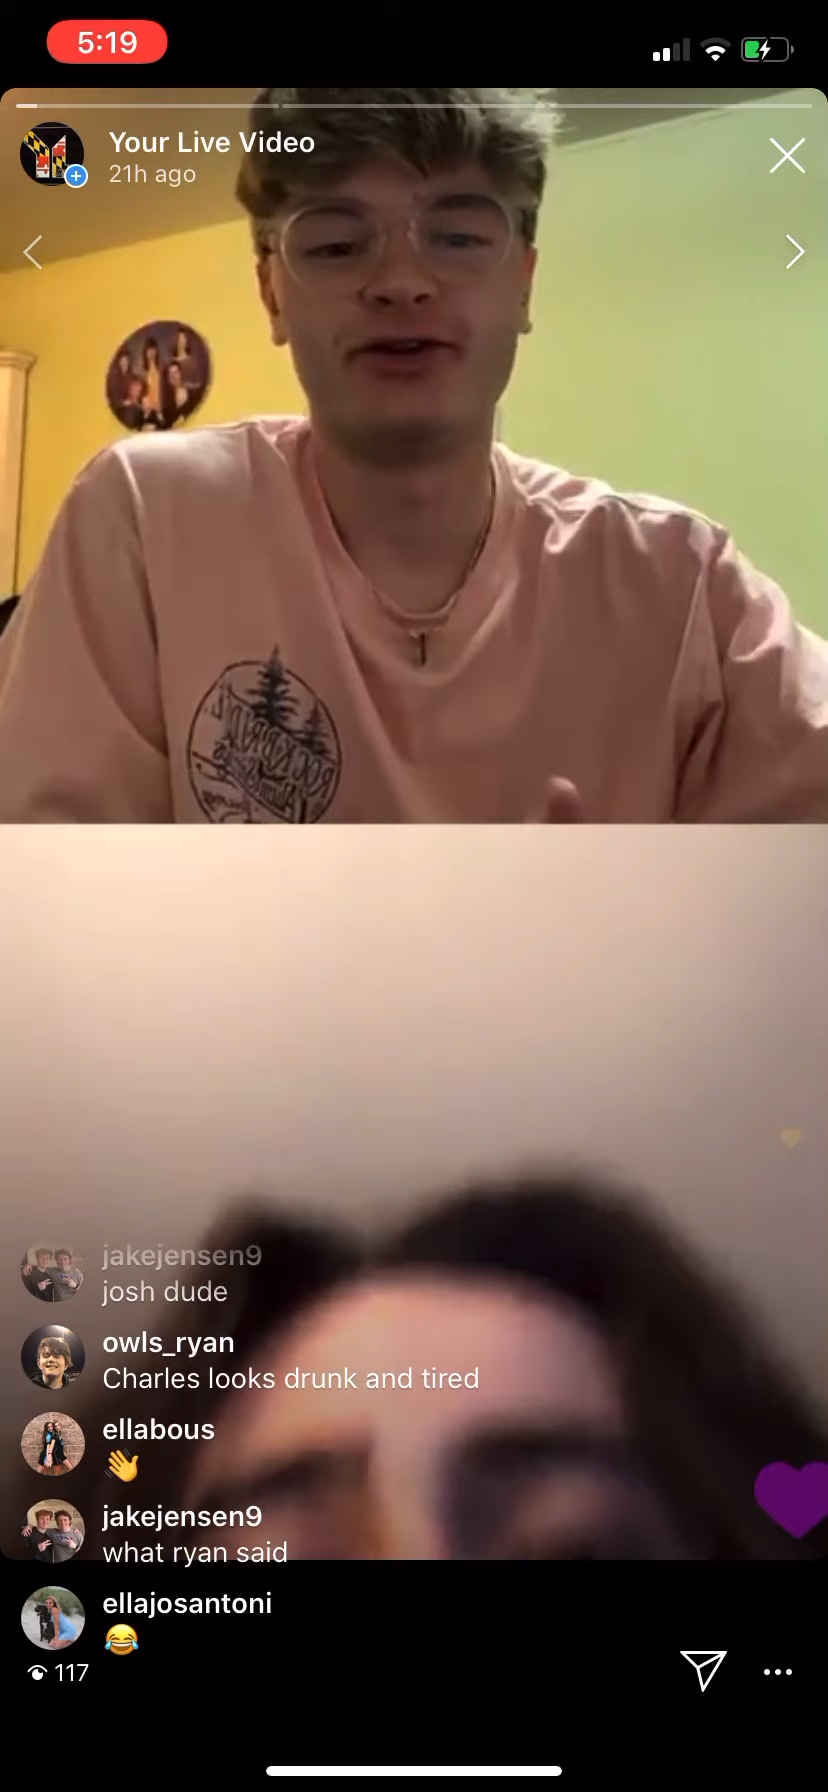 5:19
Your Live Video
21h ago
jakejensen9
josh dude
owls_ryan
Charles looks drunk and tired
ellabous
👋
jakejensen9
what ryan said
ellajosantoni
😂
117